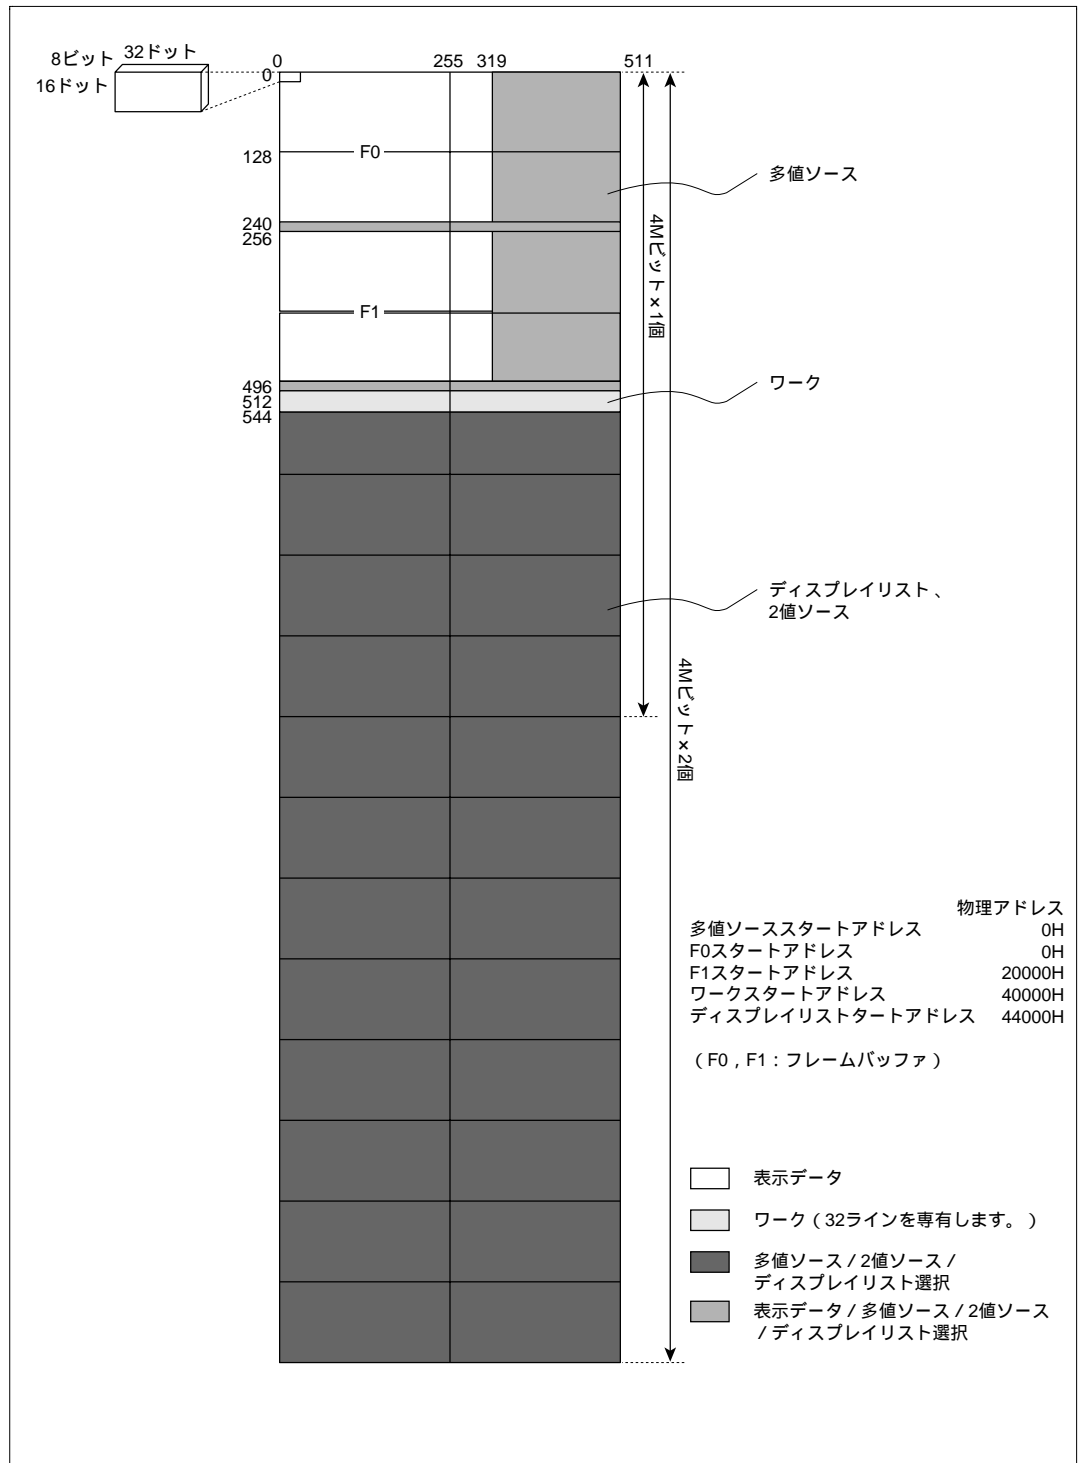 8ビット 32ドット
16ドット
0 255 319 511
0
128
240
256
496
512
544
F0
F1
多値ソース
ワーク
ディスプレイリスト、
2値ソース
4Mビット×1個
4Mビット×2個
物理アドレス
多値ソーススタートアドレス 0H
F0スタートアドレス 0H
F1スタートアドレス 20000H
ワークスタートアドレス 40000H
ディスプレイリストタートアドレス 44000H
(F0,F1:フレームバッファ)
表示データ
ワーク(32ラインを専有します。)
多値ソース/2値ソース/
ディスプレイリスト選択
表示データ/多値ソース/2値ソース
/ディスプレイリスト選択